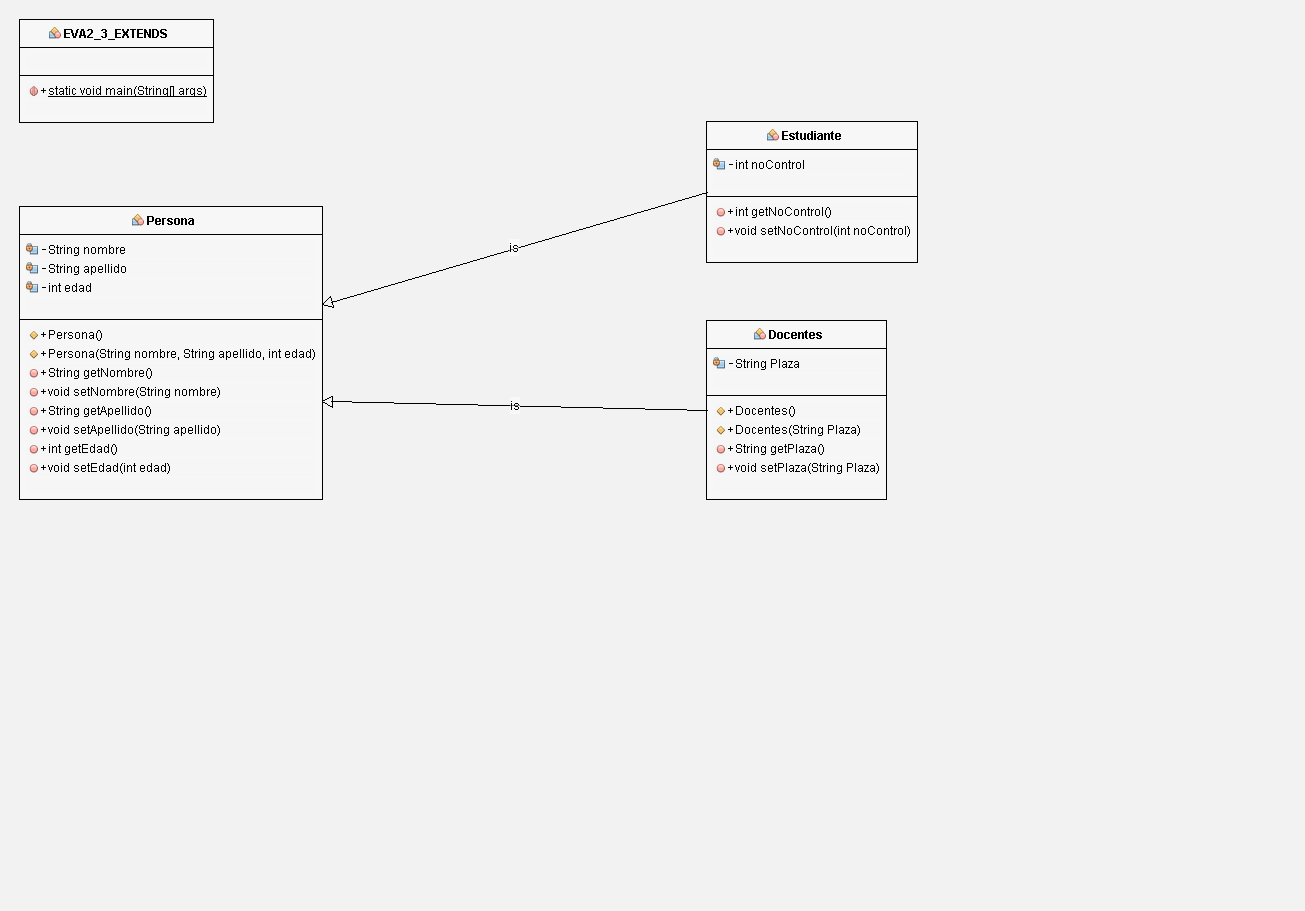 EVA2_3_EXTENDS
+static void main(String[] args)
Persona
-String nombre
-String apellido
-int edad
+Persona()
+Persona(String nombre, String apellido, int edad)
+String getNombre()
+void setNombre(String nombre)
+String getApellido()
+void setApellido(String apellido)
+int getEdad()
+void setEdad(int edad)
is
is
Estudiante
-int noControl
+int getNoControl()
+void setNoControl(int noControl)
Docentes
-String Plaza
+Docentes()
+Docentes(String Plaza)
+String getPlaza()
+void setPlaza(String Plaza)